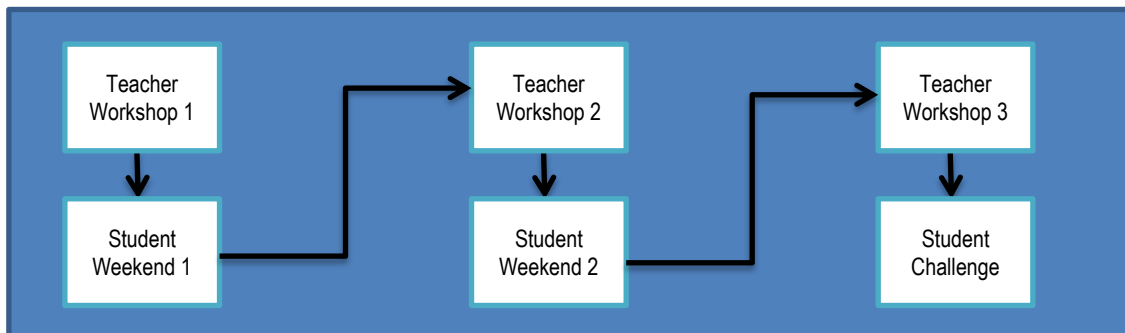 Teacher
Workshop 1
Student
Weekend 1
Teacher
Workshop 2
Student
Weekend 2
Teacher
Workshop 3
Student
Challenge